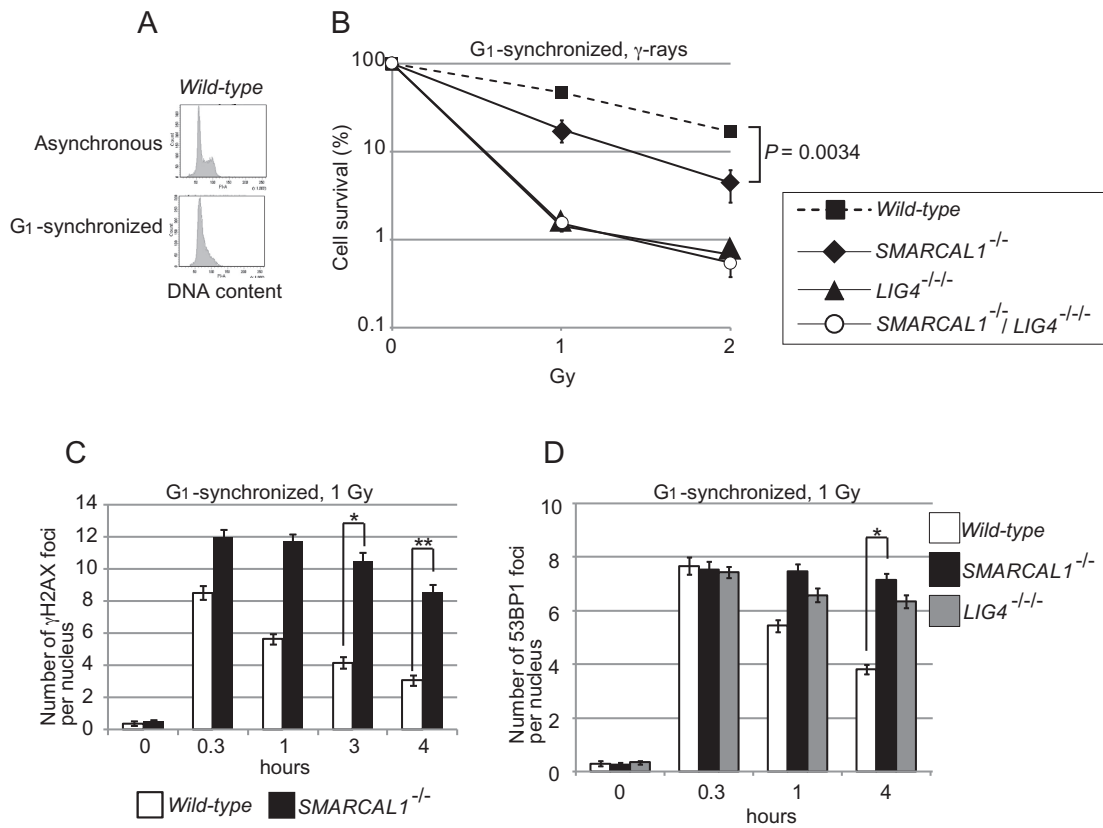 A
Wild-type
Asynchronous
G1-synchronized
DNA content
B
G1-synchronized, γ-rays
Cell survival (%)
100
10
1
0.1
0
1
2
Gy
P = 0.0034
Wild-type
SMARCAL1-/-
LIG4-/-/-
SMARCAL1-/-/ LIG4-/-/-
C
G1-synchronized, 1 Gy
Number of γH2AX foci
per nucleus
14
12
10
8
6
4
2
0
*
**
0
0.3
1
3
4
hours
Wild-type
SMARCAL1-/-
D
G1-synchronized, 1 Gy
Number of 53BP1 foci
per nucleus
10
8
6
4
2
0
*
0
0.3
1
4
hours
Wild-type
SMARCAL1-/-
LIG4-/-/-